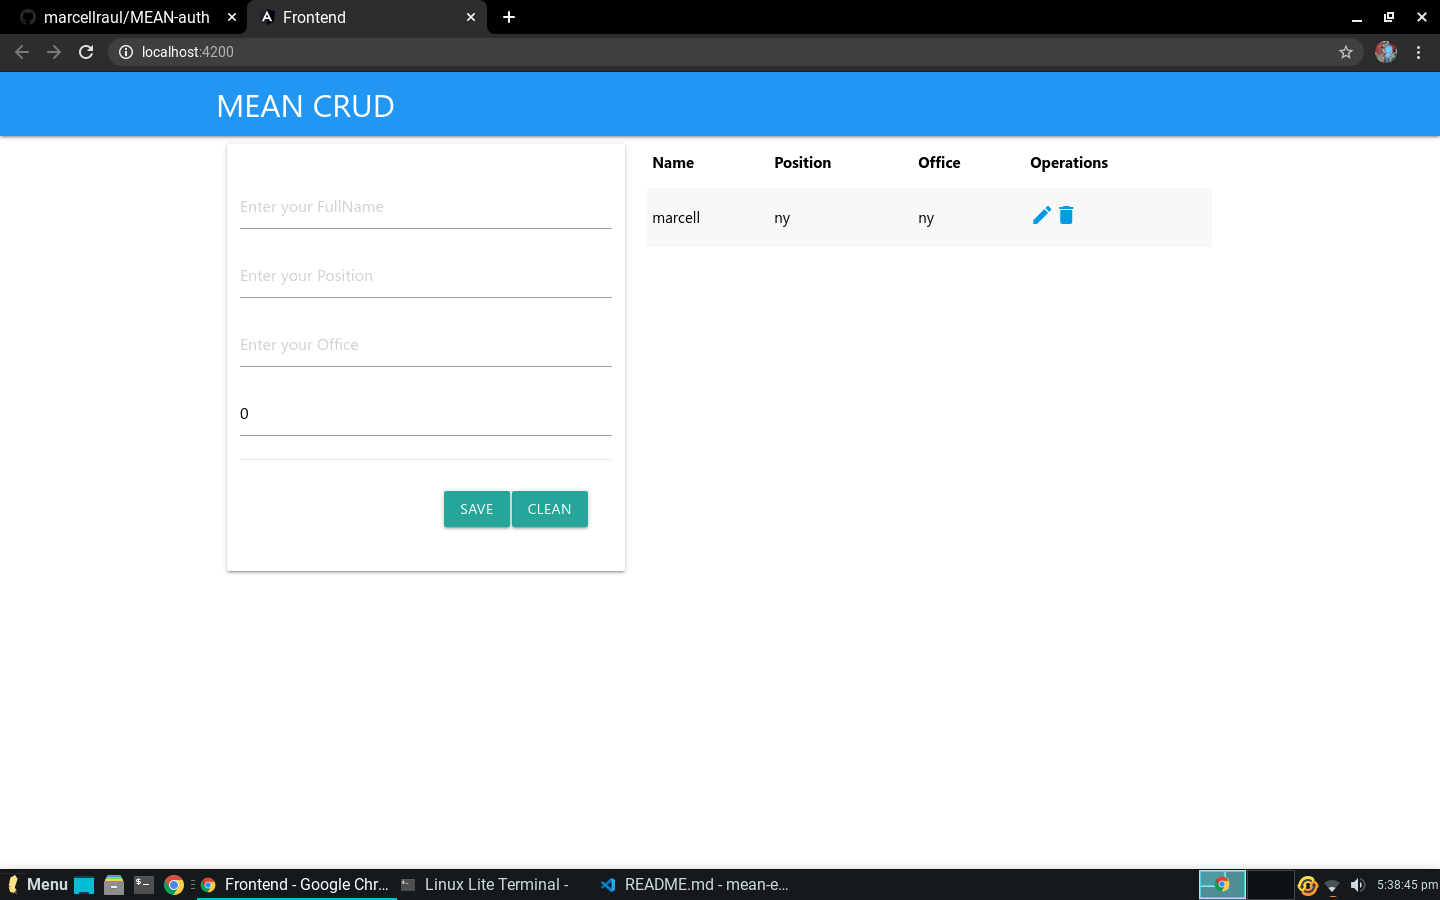 marcellraul/MEAN-auth
Frontend
localhost:4200
MEAN CRUD
Enter your FullName
Enter your Position
Enter your Office
0
SAVE CLEAN
Name Position Office Operations
marcell ny ny
Menu
Frontend - Google Chr...
Linux Lite Terminal -
README.md - mean-e...
5:38:45 pm